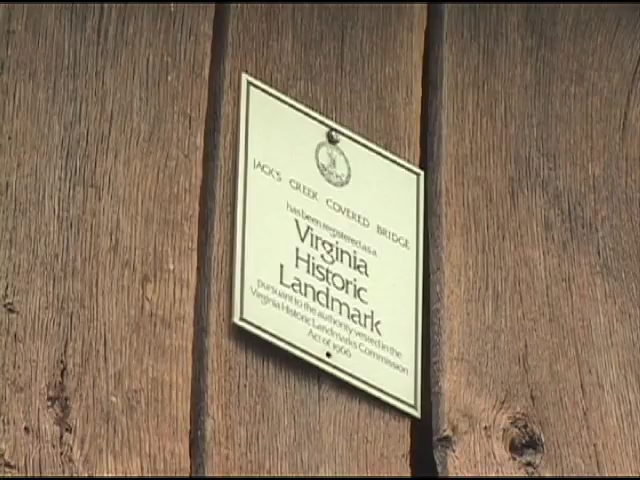 JACK'S CREEK COVERED BRIDGE
has been registered as a
Virginia
Historic
Landmark
pursuant to the authority vested in the
Virginia Historic Landmarks Commission
Act of 1966